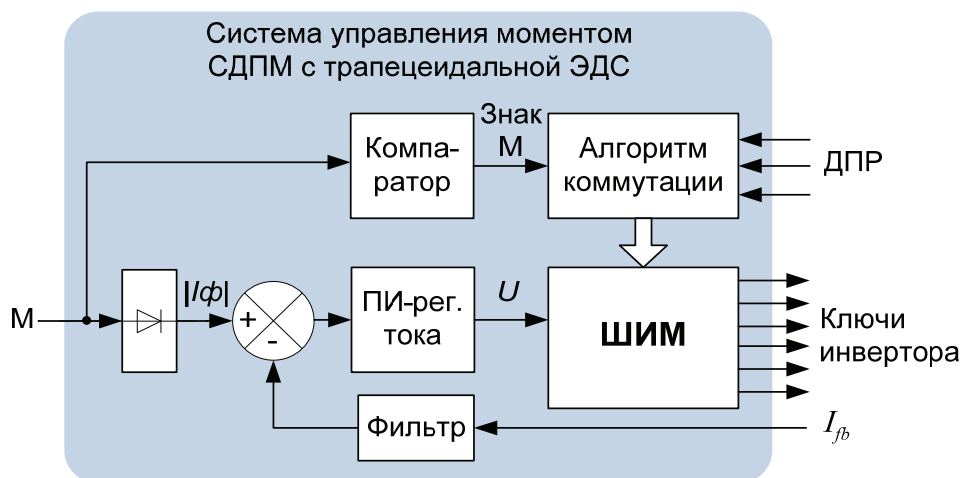 Система управления моментом
СДПМ с трапецеидальной ЭДС
Знак
М
Компа-
ратор
Алгоритм
коммутации
ДПР
М
|Iф|
+
-
ПИ-рег.
тока
U
ШИМ
Ключи
инвертора
Фильтр
I_fb